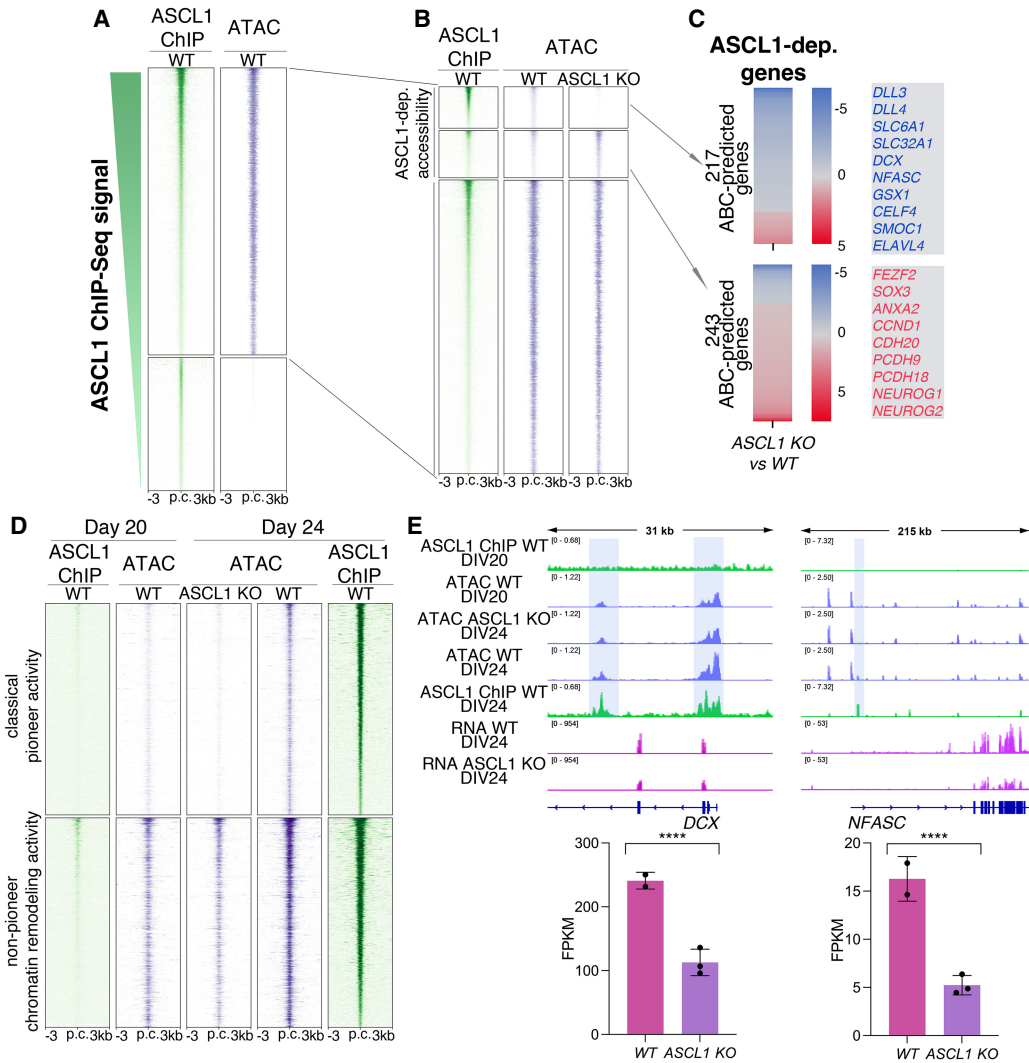 A
ASCL1
ChIP
ATAC
WT
WT
ASCL1 ChIP-Seq signal
-3 p.c. 3kb
-3 p.c. 3kb
B
ASCL1
ChIP
ATAC
WT
WT
ASCL1 KO
ASCL1-dep.
accessibility
-3 p.c. 3kb
-3 p.c. 3kb
-3 p.c. 3kb
C
ASCL1-dep.
genes
217
ABC-predicted
genes
-5
0
5
DLL3
DLL4
SLC6A1
SLC32A1
DCX
NFASC
GSX1
CELF4
SMOC1
ELAVL4
243
ABC-predicted
genes
-5
0
5
FEZF2
SOX3
ANXA2
CCND1
CDH20
PCDH9
PCDH18
NEUROG1
NEUROG2
ASCL1 KO
vs WT
D
Day 20
Day 24
ASCL1
ChIP
ATAC
ATAC
ASCL1
ChIP
WT
WT
ASCL1 KO
WT
WT
classical
pioneer activity
non-pioneer
chromatin remodeling activity
-3 p.c. 3kb
-3 p.c. 3kb
-3 p.c. 3kb
-3 p.c. 3kb
-3 p.c. 3kb
E
31 kb
215 kb
ASCL1 ChIP WT
DIV20
[0 - 0.68]
[0 - 7.32]
ATAC WT
DIV20
[0 - 1.22]
[0 - 2.50]
ATAC ASCL1 KO
DIV24
[0 - 1.22]
[0 - 2.50]
ATAC WT
DIV24
[0 - 1.22]
[0 - 2.50]
ASCL1 ChIP WT
DIV24
[0 - 0.68]
[0 - 7.32]
RNA WT
DIV24
[0 - 954]
[0 - 53]
RNA ASCL1 KO
DIV24
[0 - 954]
[0 - 53]
DCX
NFASC
****
300
200
100
0
FPKM
WT
ASCL1 KO
****
20
15
10
5
0
FPKM
WT
ASCL1 KO